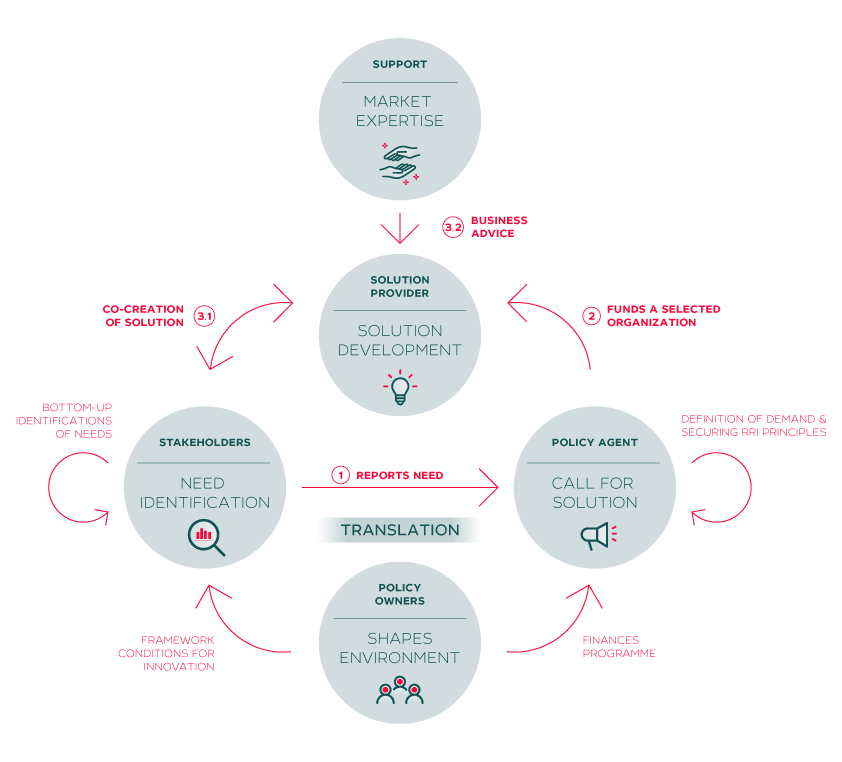 SUPPORT
MARKET
EXPERTISE
3.2
BUSINESS
ADVICE
SOLUTION
PROVIDER
SOLUTION
DEVELOPMENT
CO-CREATION
OF SOLUTION
3.1
2
FUNDS A SELECTED
ORGANIZATION
BOTTOM-UP
IDENTIFICATIONS
OF NEEDS
STAKEHOLDERS
NEED
IDENTIFICATION
1
REPORTS NEED
TRANSLATION
POLICY AGENT
CALL FOR
SOLUTION
DEFINITION OF DEMAND &
SECURING RRI PRINCIPLES
POLICY
OWNERS
SHAPES
ENVIRONMENT
FRAMEWORK
CONDITIONS FOR
INNOVATION
FINANCES
PROGRAMME